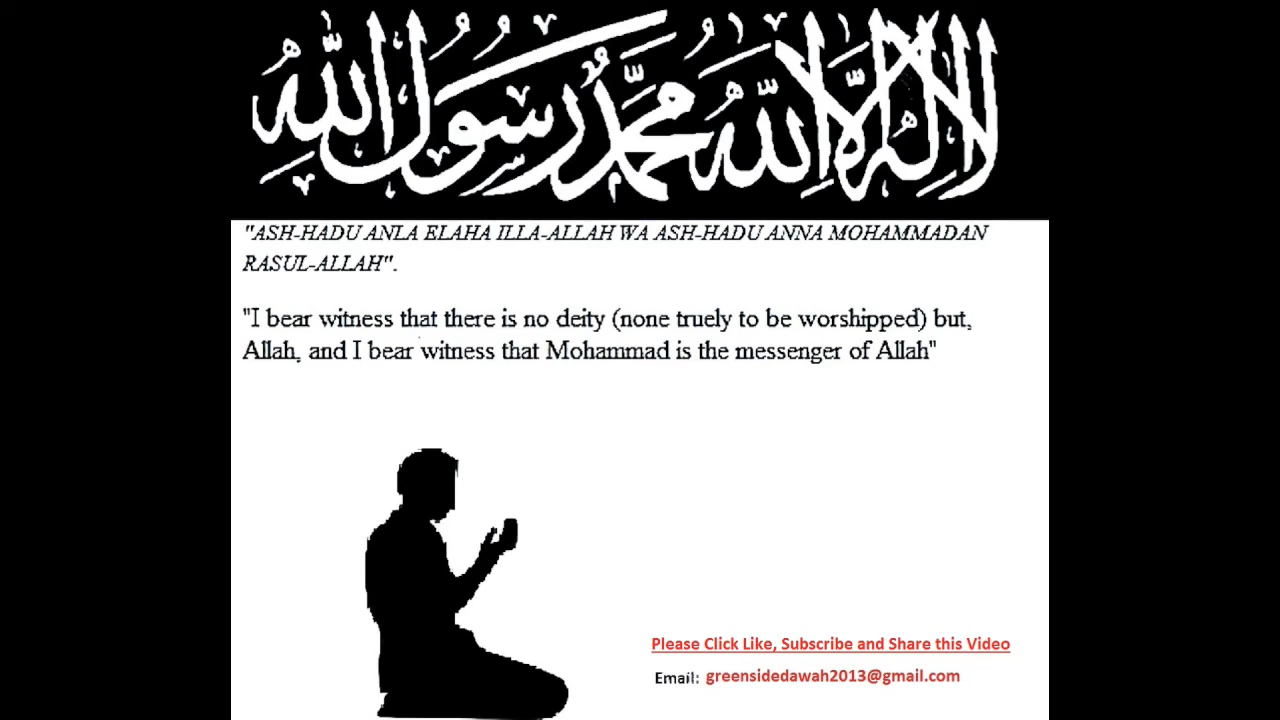 لا إله إلا الله محمد رسول الله
"ASH-HADU ANLA ELAHA ILLA-ALLAH WA ASH-HADU ANNA MOHAMMADAN
RASUL-ALLAH".
"I bear witness that there is no deity (none truely to be worshipped) but,
Allah, and I bear witness that Mohammad is the messenger of Allah"
Please Click Like, Subscribe and Share this Video
Email: greensidedawah2013@gmail.com